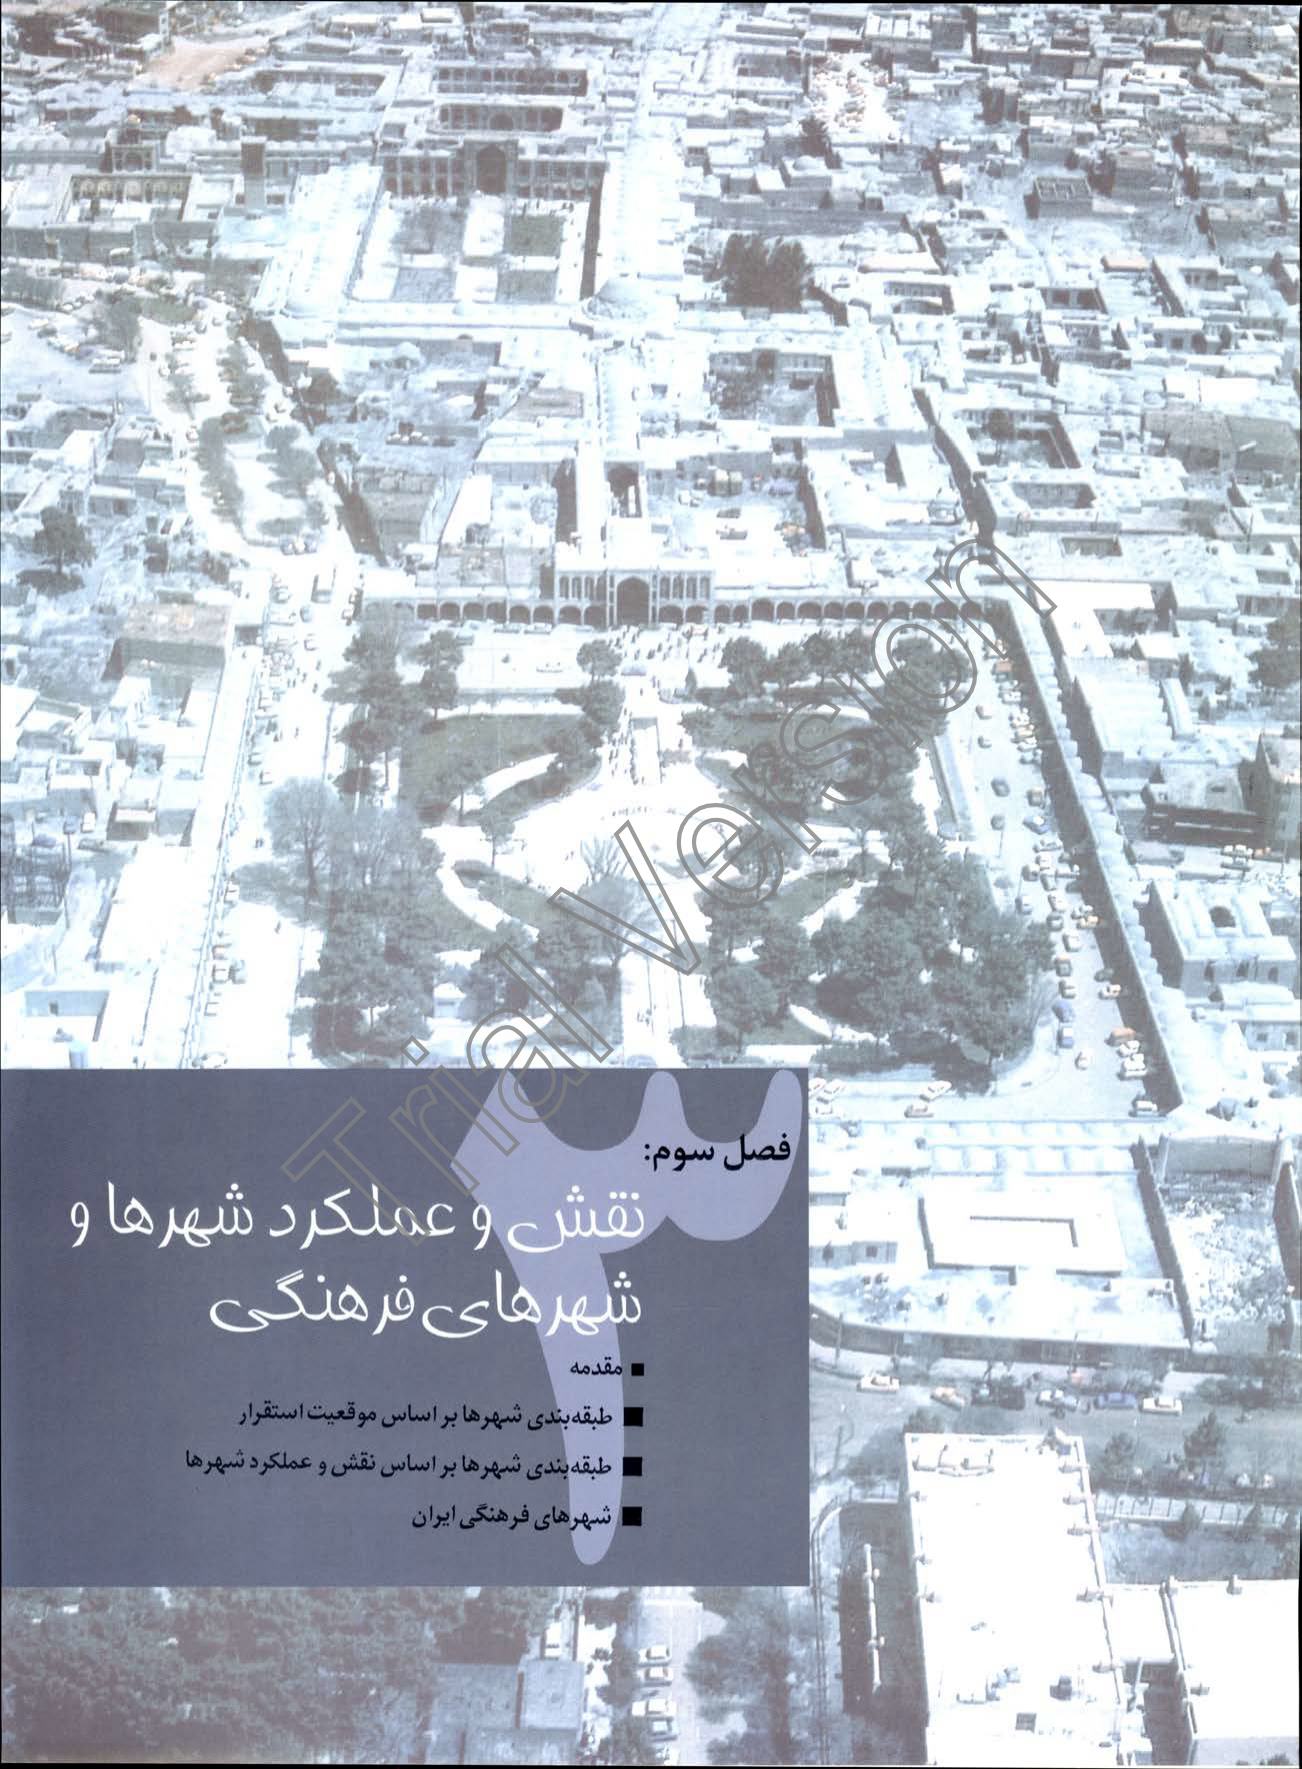 فصل سوم:
نقش و عملکرد شهرها و
شهرهای فرهنگی
■ مقدمه
■ طبقه‌بندی شهرها بر اساس موقعیت استقرار
■ طبقه‌بندی شهرها بر اساس نقش و عملکرد شهرها
■ شهرهای فرهنگی ایران
۳
Trial Version